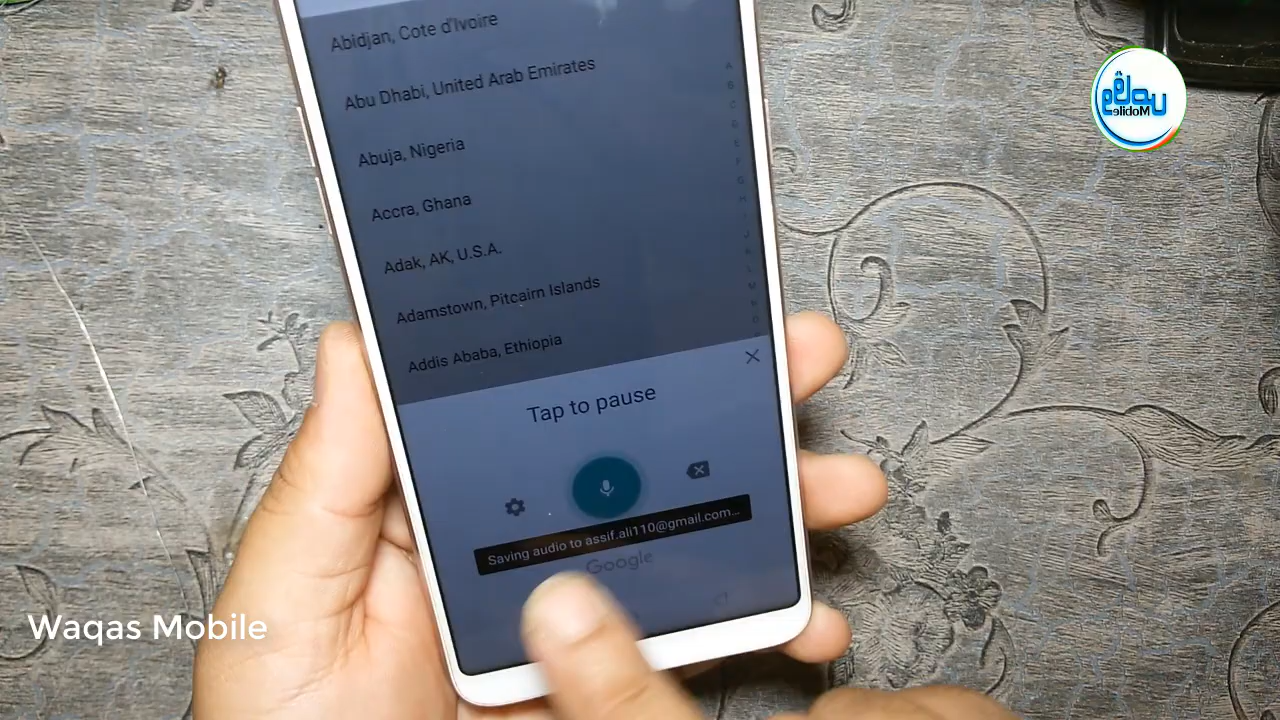 Abidjan, Cote d'Ivoire
Abu Dhabi, United Arab Emirates
Abuja, Nigeria
Accra, Ghana
Adak, AK, U.S.A.
Adamstown, Pitcairn Islands
Addis Ababa, Ethiopia
Tap to pause
Saving audio to assif.ali110@gmail.com...
Google
Waqas Mobile
Mobile